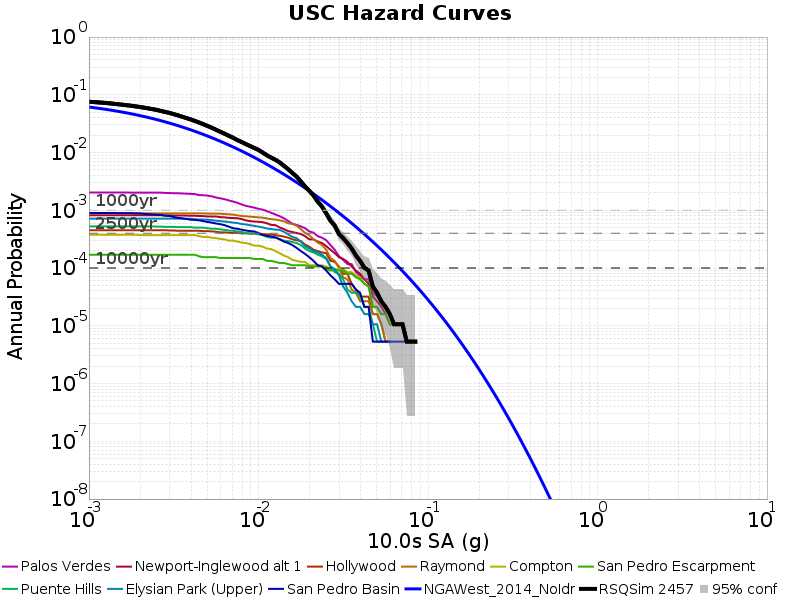 USC Hazard Curves
10^0
10^-1
10^-2
10^-3
10^-4
10^-5
10^-6
10^-7
10^-8
Annual Probability
1000yr
2500yr
10000yr
10^-3 10^-2 10^-1 10^0 10^1
10.0s SA (g)
Palos Verdes Newport-Inglewood alt 1 Hollywood Raymond Compton San Pedro Escarpment
Puente Hills Elysian Park (Upper) San Pedro Basin NGAWest_2014_NoIdr RSQSim 2457 95% conf